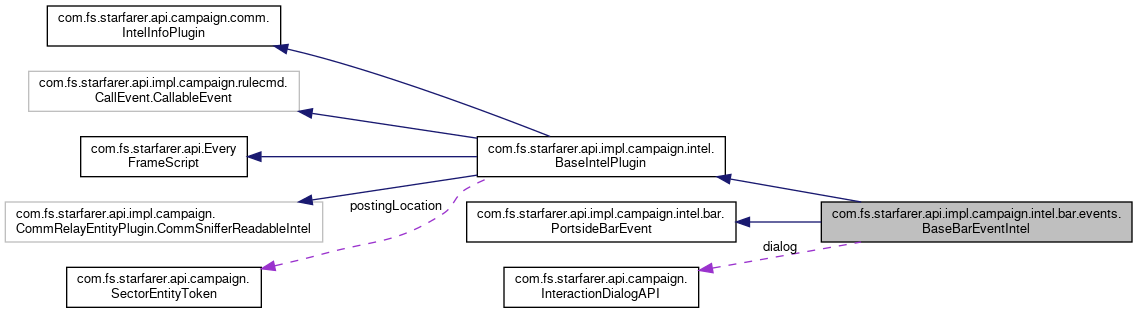 com.fs.starfarer.api.campaign.comm.
IntelInfoPlugin
com.fs.starfarer.api.impl.campaign.rulecmd.
CallEvent.CallableEvent
com.fs.starfarer.api.Every
FrameScript
com.fs.starfarer.api.impl.campaign.intel.
BaseIntelPlugin
com.fs.starfarer.api.impl.campaign.
CommRelayEntityPlugin.CommSnifferReadableIntel
postingLocation
com.fs.starfarer.api.impl.campaign.intel.bar.
PortsideBarEvent
com.fs.starfarer.api.impl.campaign.intel.bar.events.
BaseBarEventIntel
dialog
com.fs.starfarer.api.campaign.
SectorEntityToken
com.fs.starfarer.api.campaign.
InteractionDialogAPI